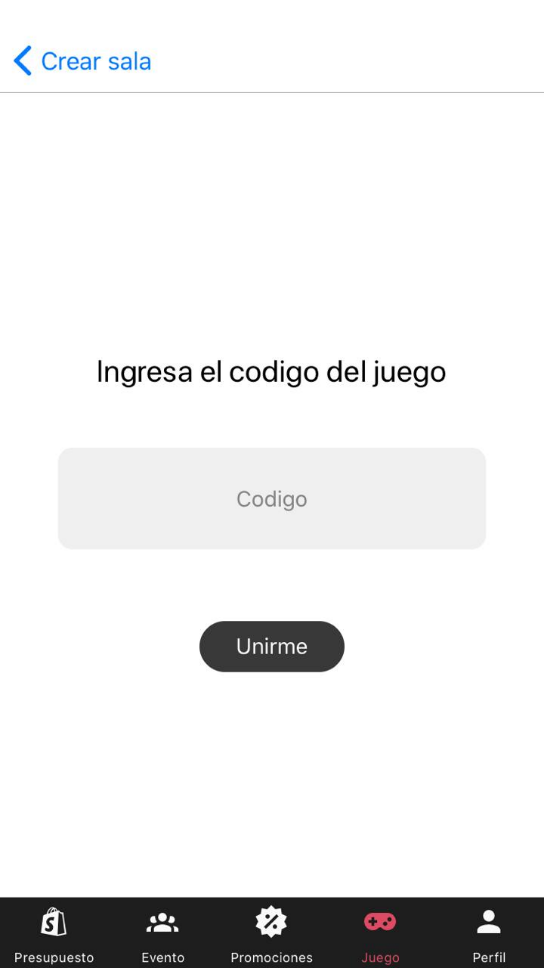 Crear sala
Ingresa el codigo del juego
Codigo
Unirme
Presupuesto Evento Promociones Juego Perfil